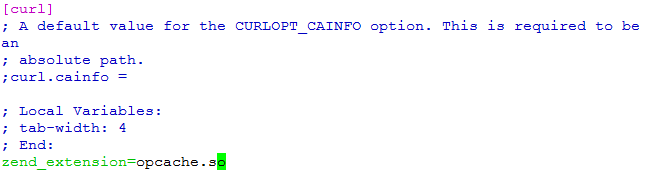 [curl]
; A default value for the CURLOPT_CAINFO option. This is required to be
an
; absolute path.
;curl.cainfo =
; Local Variables:
; tab-width: 4
; End:
zend_extension=opcache.so